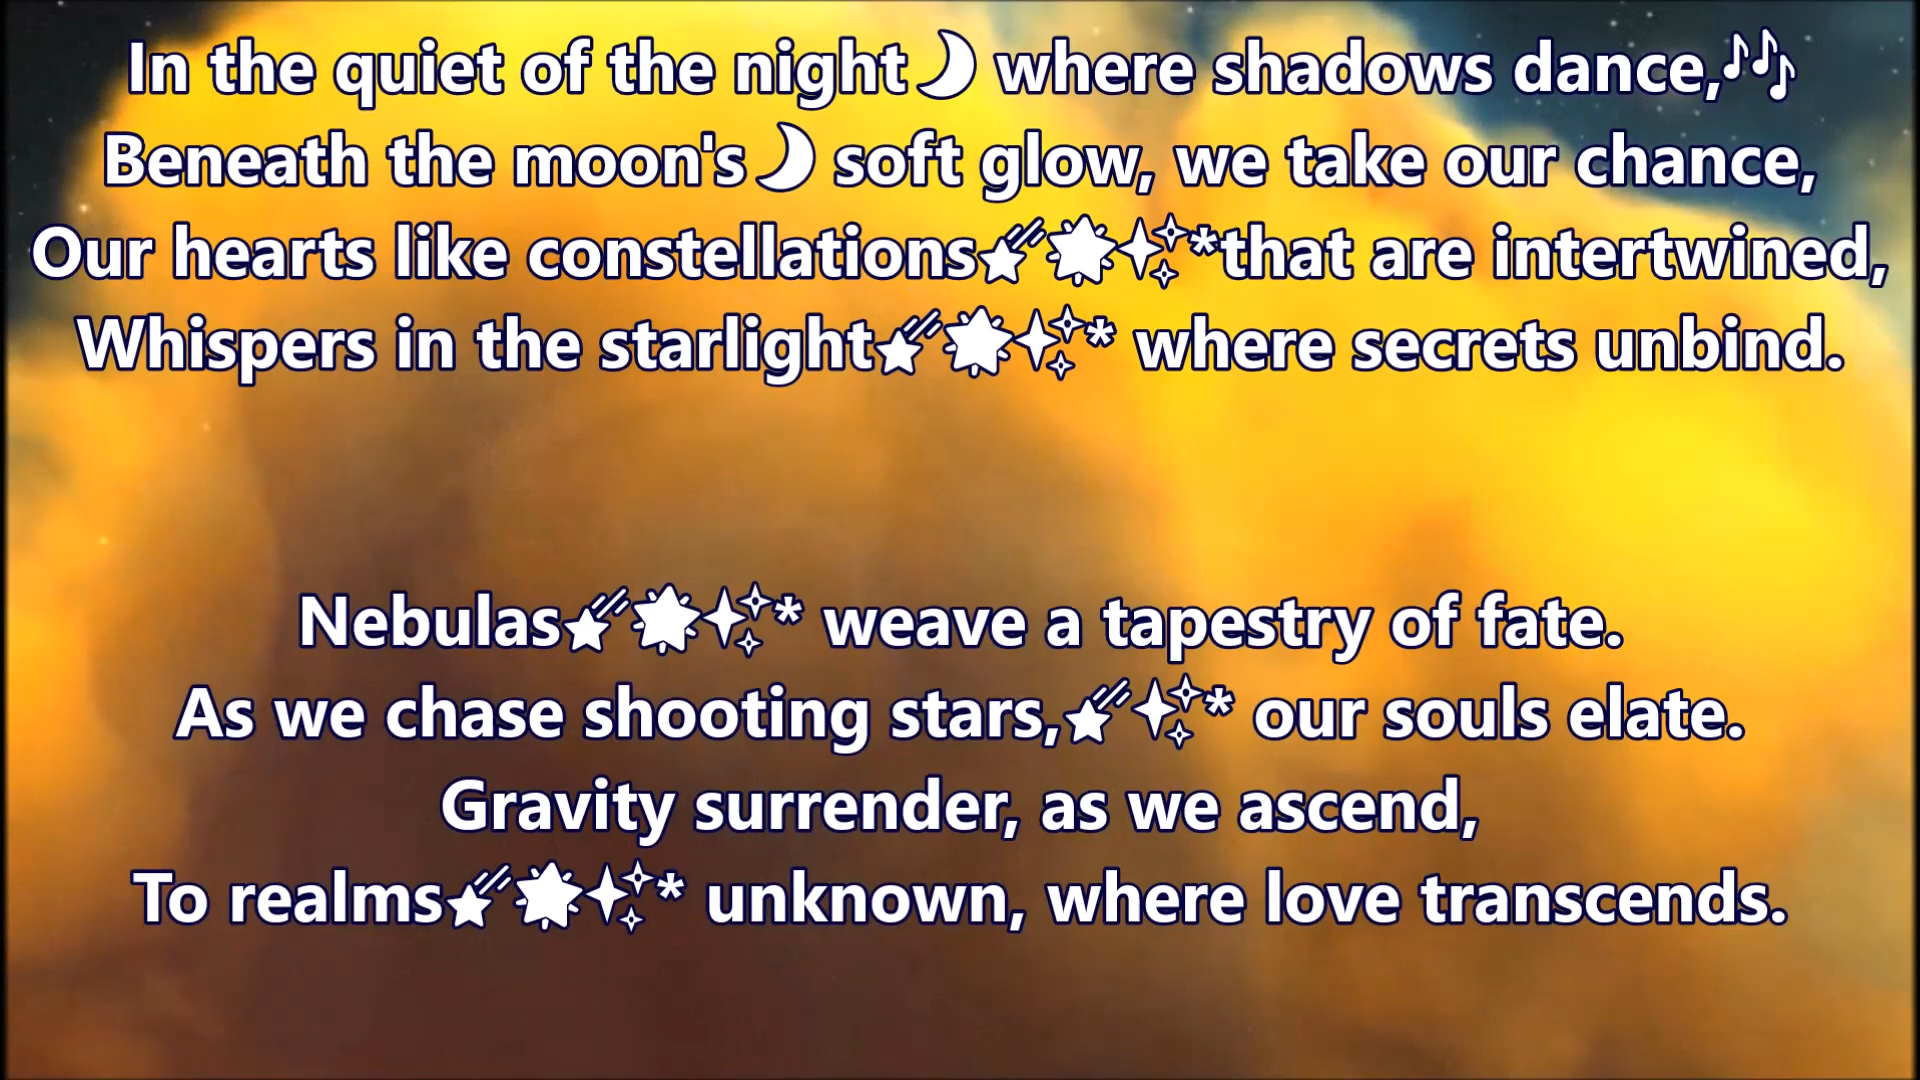 In the quiet of the night🌙 where shadows dance,🎶
Beneath the moon's🌙 soft glow, we take our chance,
Our hearts like constellations🌠🌟✨*that are intertwined,
Whispers in the starlight🌠🌟✨* where secrets unbind.
Nebulas🌠🌟✨* weave a tapestry of fate.
As we chase shooting stars,🌠✨* our souls elate.
Gravity surrender, as we ascend,
To realms🌠🌟✨* unknown, where love transcends.